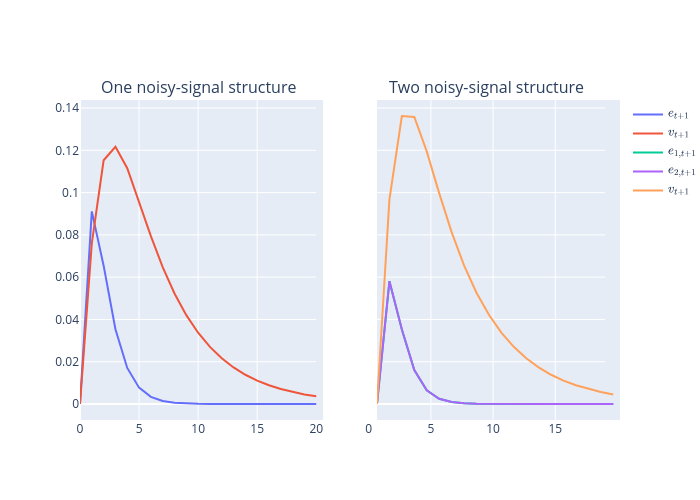 One noisy-signal structure
Two noisy-signal structure
0.14
0.12
0.1
0.08
0.06
0.04
0.02
0
0 5 10 15 20
0 5 10 15
e_{t+1}
v_{t+1}
e_{1,t+1}
e_{2,t+1}
v_{t+1}